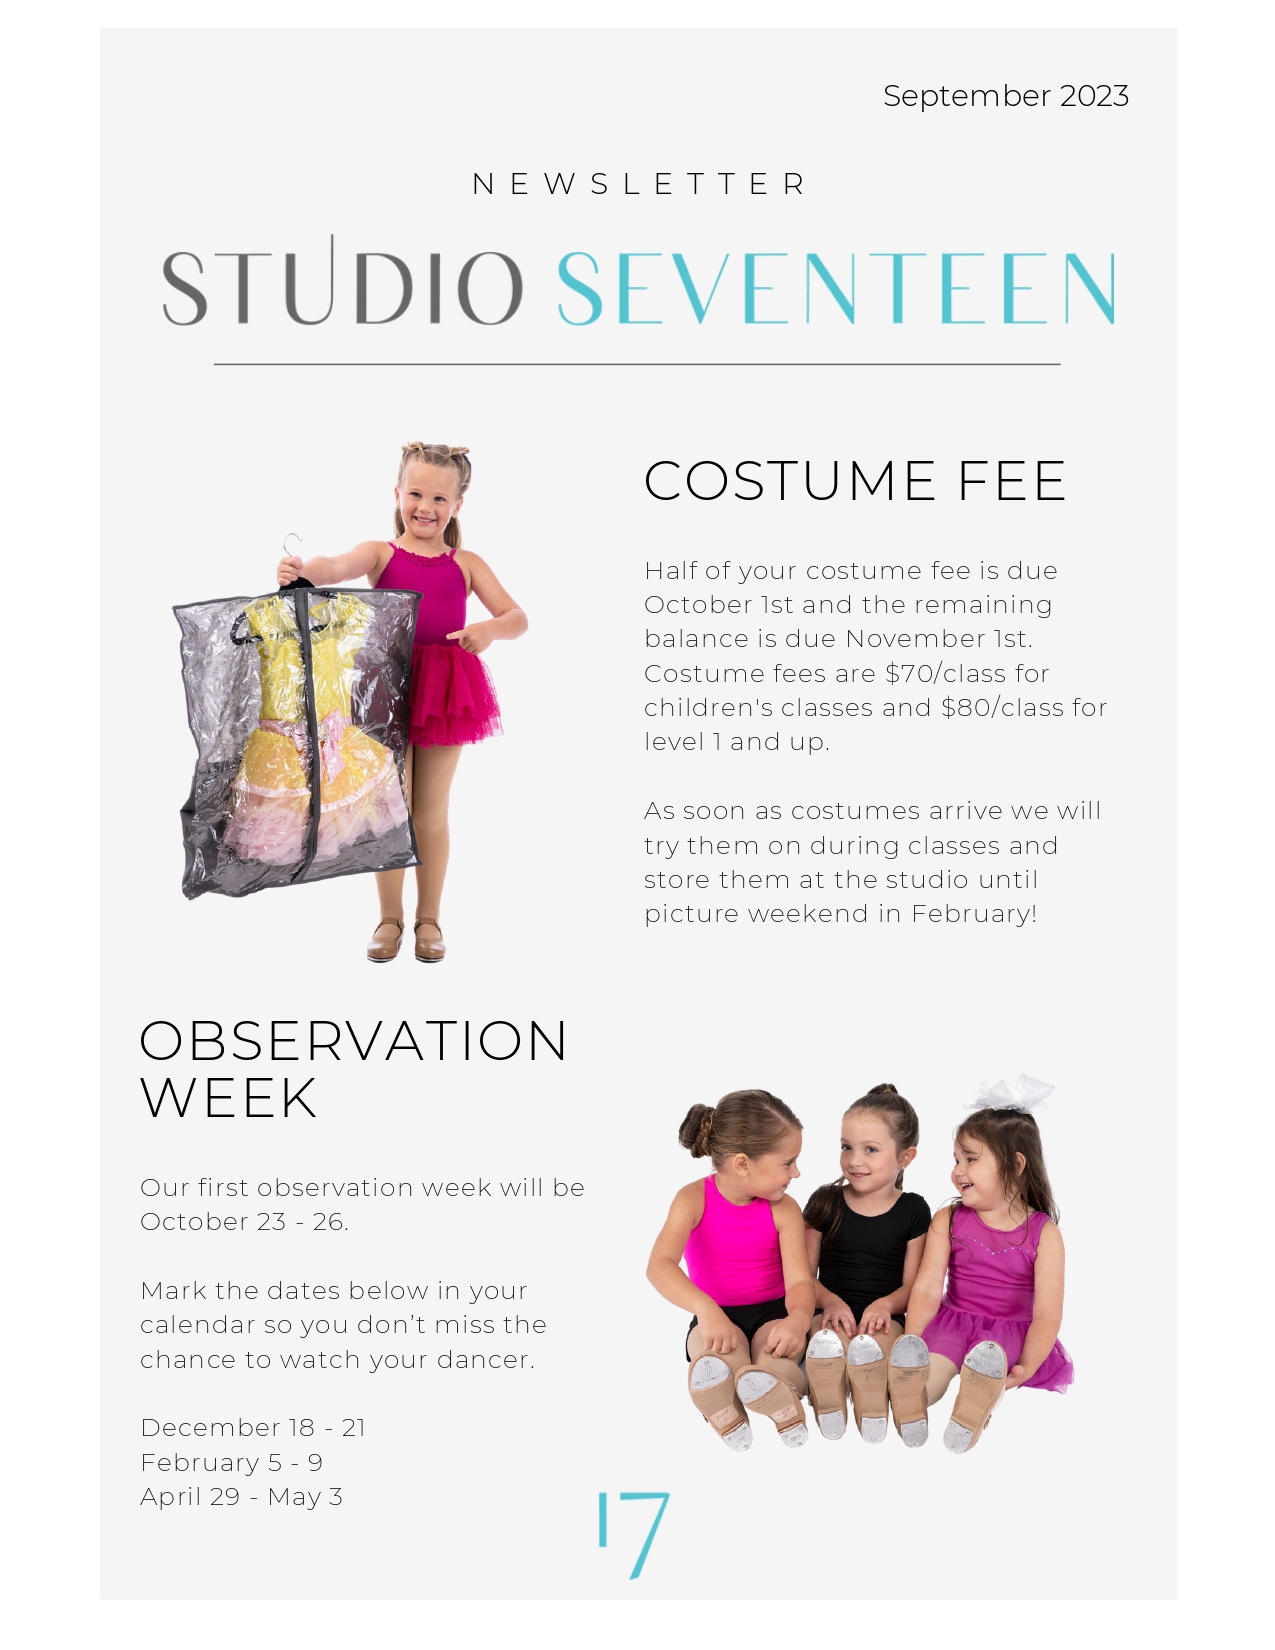 September 2023
NEWSLETTER
STUDIO SEVENTEEN
COSTUME FEE
Half of your costume fee is due
October 1st and the remaining
balance is due November 1st.
Costume fees are $70/class for
children's classes and $80/class for
level 1 and up.
As soon as costumes arrive we will
try them on during classes and
store them at the studio until
picture weekend in February!
OBSERVATION
WEEK
Our first observation week will be
October 23 - 26.
Mark the dates below in your
calendar so you don’t miss the
chance to watch your dancer.
December 18 - 21
February 5 - 9
April 29 - May 3
17